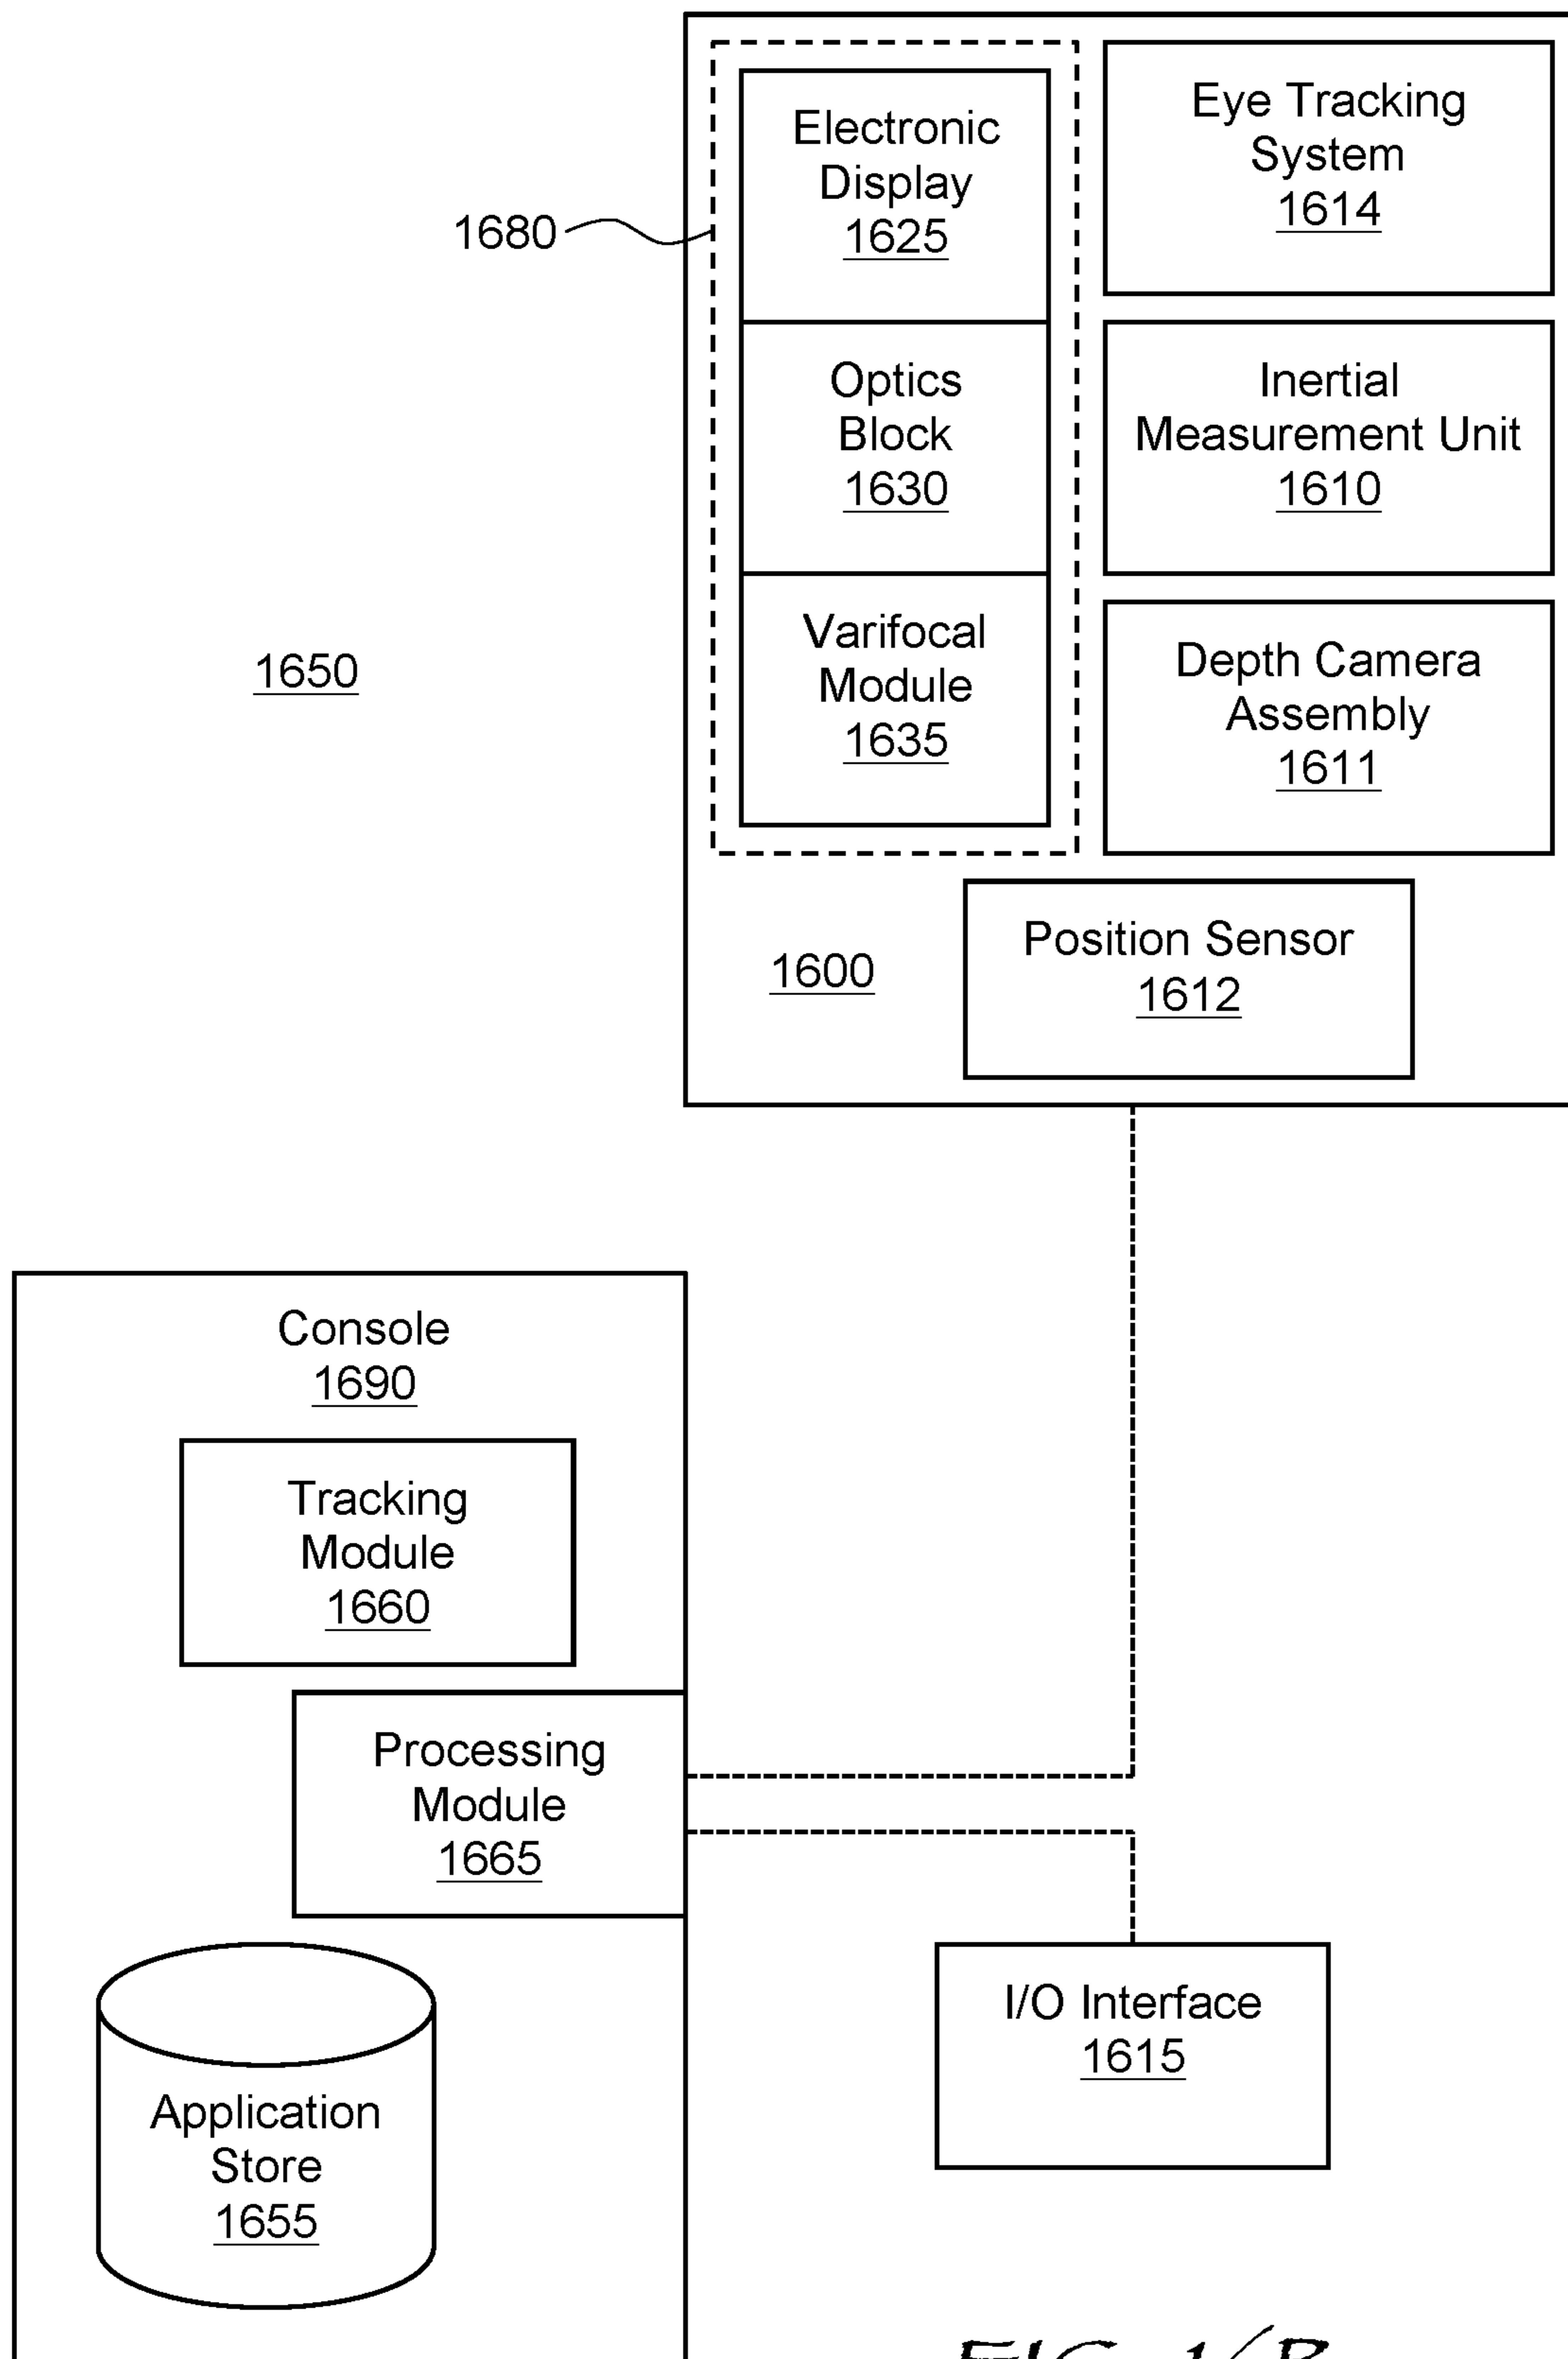 Electronic
Display
1625
Eye Tracking
System
1614
1680
Optics
Block
1630
Inertial
Measurement Unit
1610
Varifocal
Module
1635
Depth Camera
Assembly
1611
1650
Position Sensor
1612
1600
Console
1690
Tracking
Module
1660
Processing
Module
1665
I/O Interface
1615
Application
Store
1655